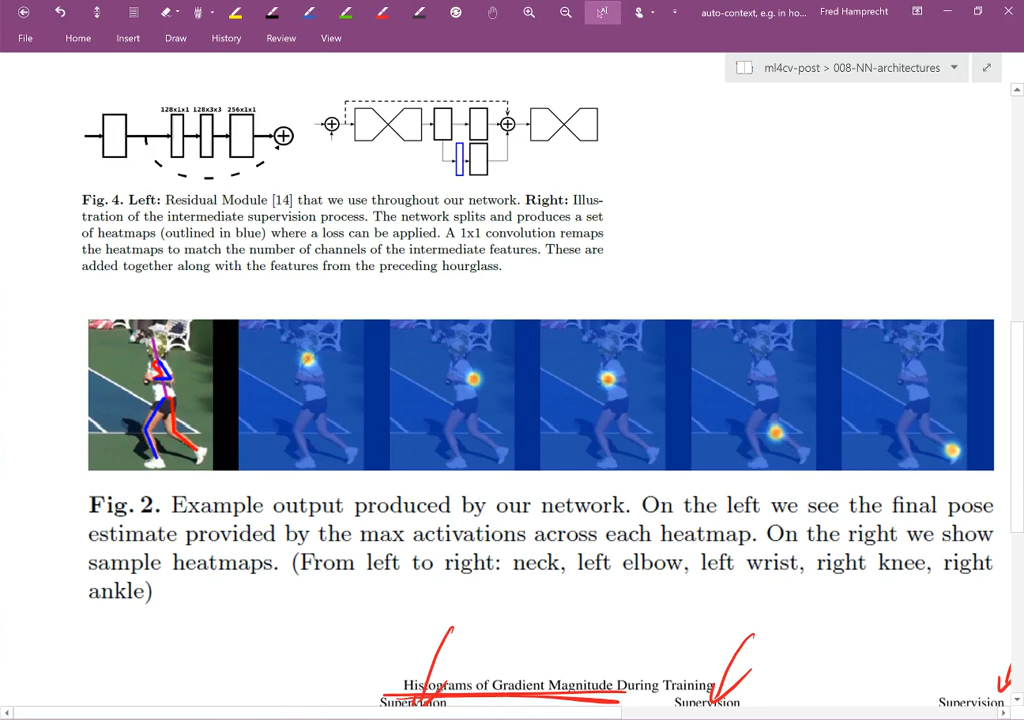 auto-context, e.g. in ho...
Fred Hamprecht
File Home Insert Draw History Review View
ml4cv-post > 008-NN-architectures
128x1x1 128x3x3 256x1x1
Fig. 4. Left: Residual Module [14] that we use throughout our network. Right: Illus-
tration of the intermediate supervision process. The network splits and produces a set
of heatmaps (outlined in blue) where a loss can be applied. A 1x1 convolution remaps
the heatmaps to match the number of channels of the intermediate features. These are
added together along with the features from the preceding hourglass.
Fig. 2. Example output produced by our network. On the left we see the final pose
estimate provided by the max activations across each heatmap. On the right we show
sample heatmaps. (From left to right: neck, left elbow, left wrist, right knee, right
ankle)
Histograms of Gradient Magnitude During Training
Supervision Supervision Supervision